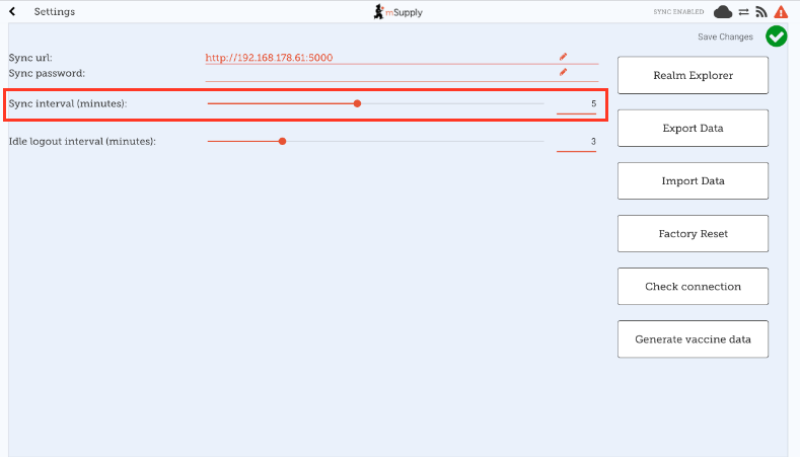 Settings
mSupply
SYNC ENABLED
Save Changes
Sync url:
http://192.168.178.61:5000
Sync password:
Sync interval (minutes):
5
Idle logout interval (minutes):
3
Realm Explorer
Export Data
Import Data
Factory Reset
Check connection
Generate vaccine data